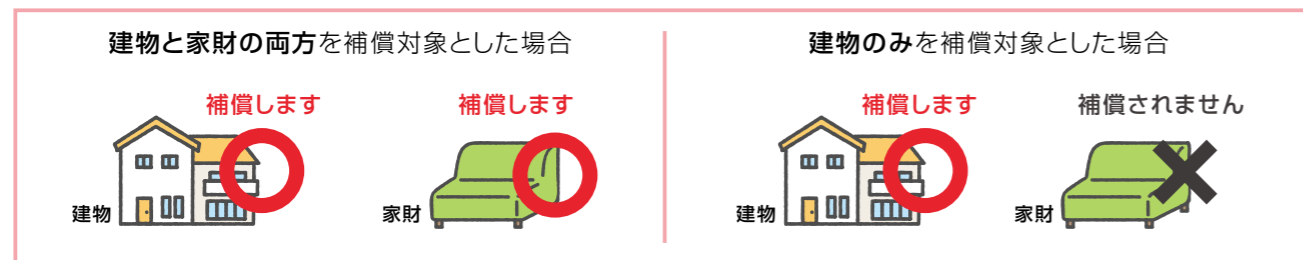 建物と家財の両方を補償対象とした場合
補償します
補償します
建物
家財
建物のみを補償対象とした場合
補償します
補償されません
建物
家財